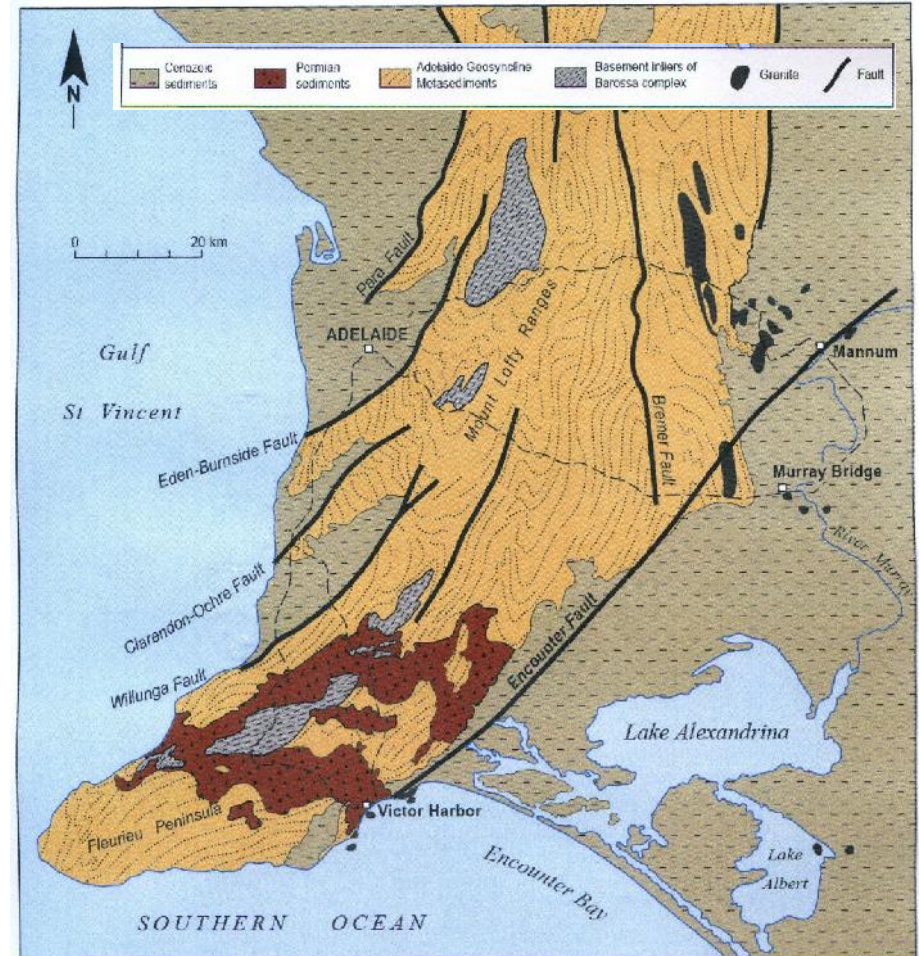 Cenozoic
sediments
Permian
sediments
Adelaide Geosyncline
Metasediments
Basement inliers of
Barossa complex
Granite
Fault
N
0 20 km
Para Fault
ADELAIDE
Gulf
St Vincent
Mount Lofty Ranges
Mannum
Bremer Fault
Eden-Burnside Fault
Murray Bridge
River Murray
Clarendon-Ochre Fault
Encounter Fault
Willunga Fault
Lake Alexandrina
Victor Harbor
Fleurieu Peninsula
Encounter Bay
Lake
Albert
SOUTHERN OCEAN